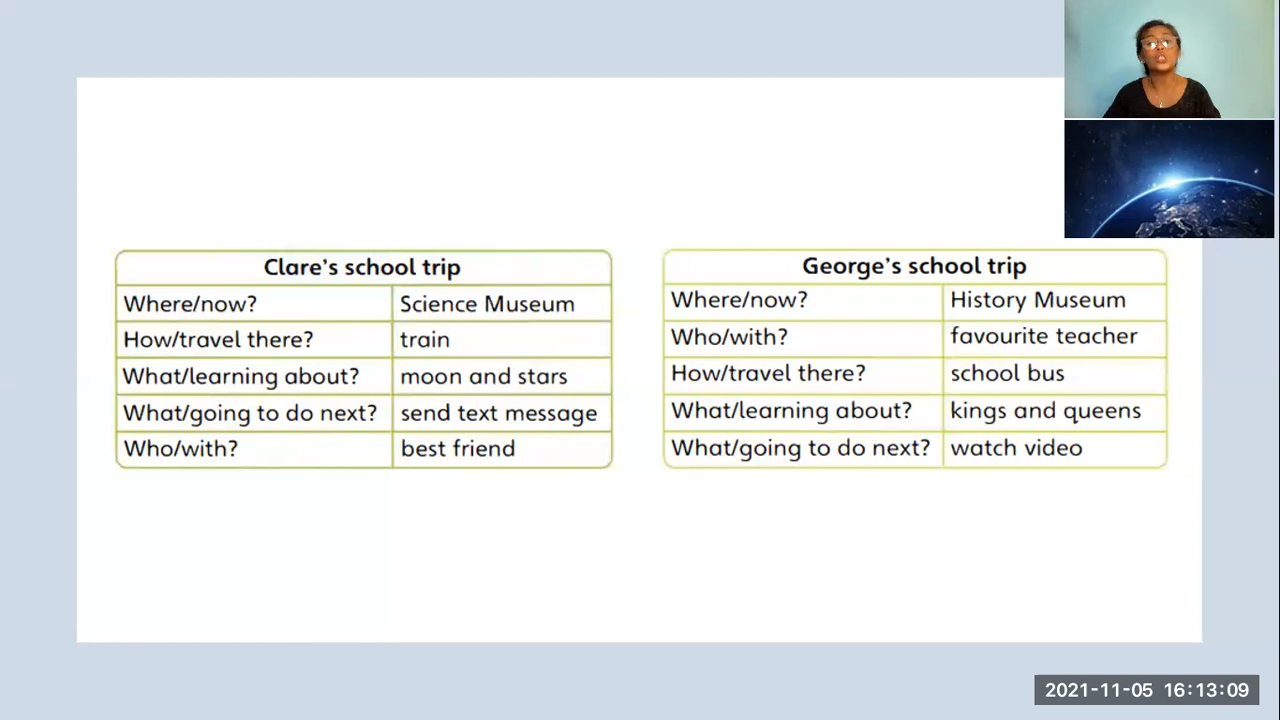 Clare's school trip
Where/now? Science Museum
How/travel there? train
What/learning about? moon and stars
What/going to do next? send text message
Who/with? best friend
George's school trip
Where/now? History Museum
Who/with? favourite teacher
How/travel there? school bus
What/learning about? kings and queens
What/going to do next? watch video
2021-11-05 16:13:09